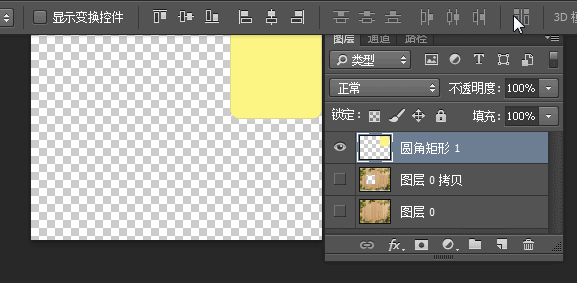 显示变换控件
3D 模
图层 通道 路径
类型
正常 不透明度: 100%
锁定: 填充: 100%
圆角矩形 1
图层 0 拷贝
图层 0
fx